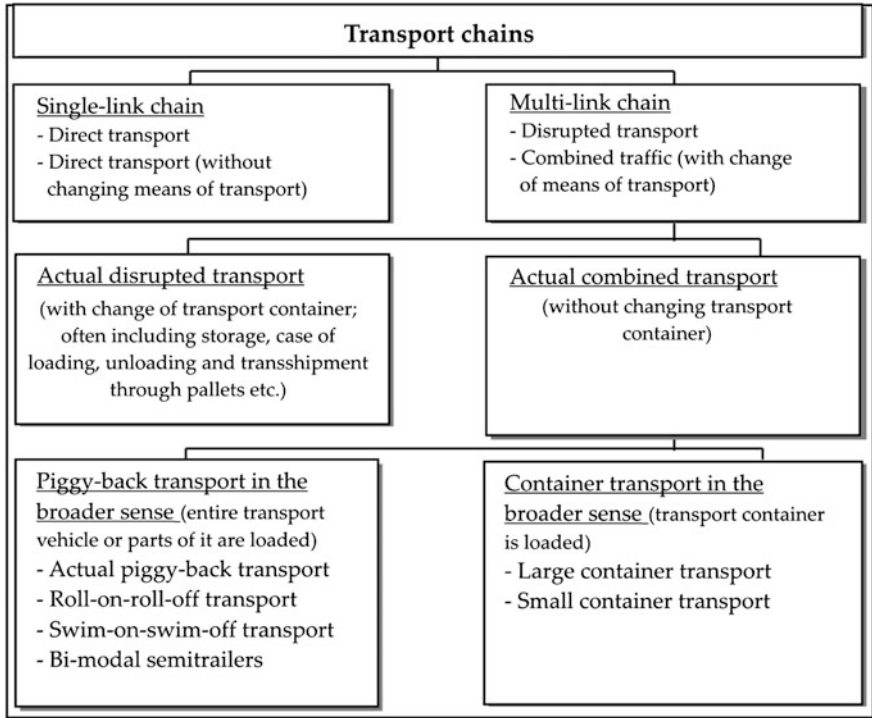 Transport chains
Single-link chain
- Direct transport
- Direct transport (without
changing means of transport)
Multi-link chain
- Disrupted transport
- Combined traffic (with change
of means of transport)
Actual disrupted transport
(with change of transport container;
often including storage, case of
loading, unloading and transshipment
through pallets etc.)
Actual combined transport
(without changing transport
container)
Piggy-back transport in the
broader sense (entire transport
vehicle or parts of it are loaded)
- Actual piggy-back transport
- Roll-on-roll-off transport
- Swim-on-swim-off transport
- Bi-modal semitrailers
Container transport in the
broader sense (transport container
is loaded)
- Large container transport
- Small container transport